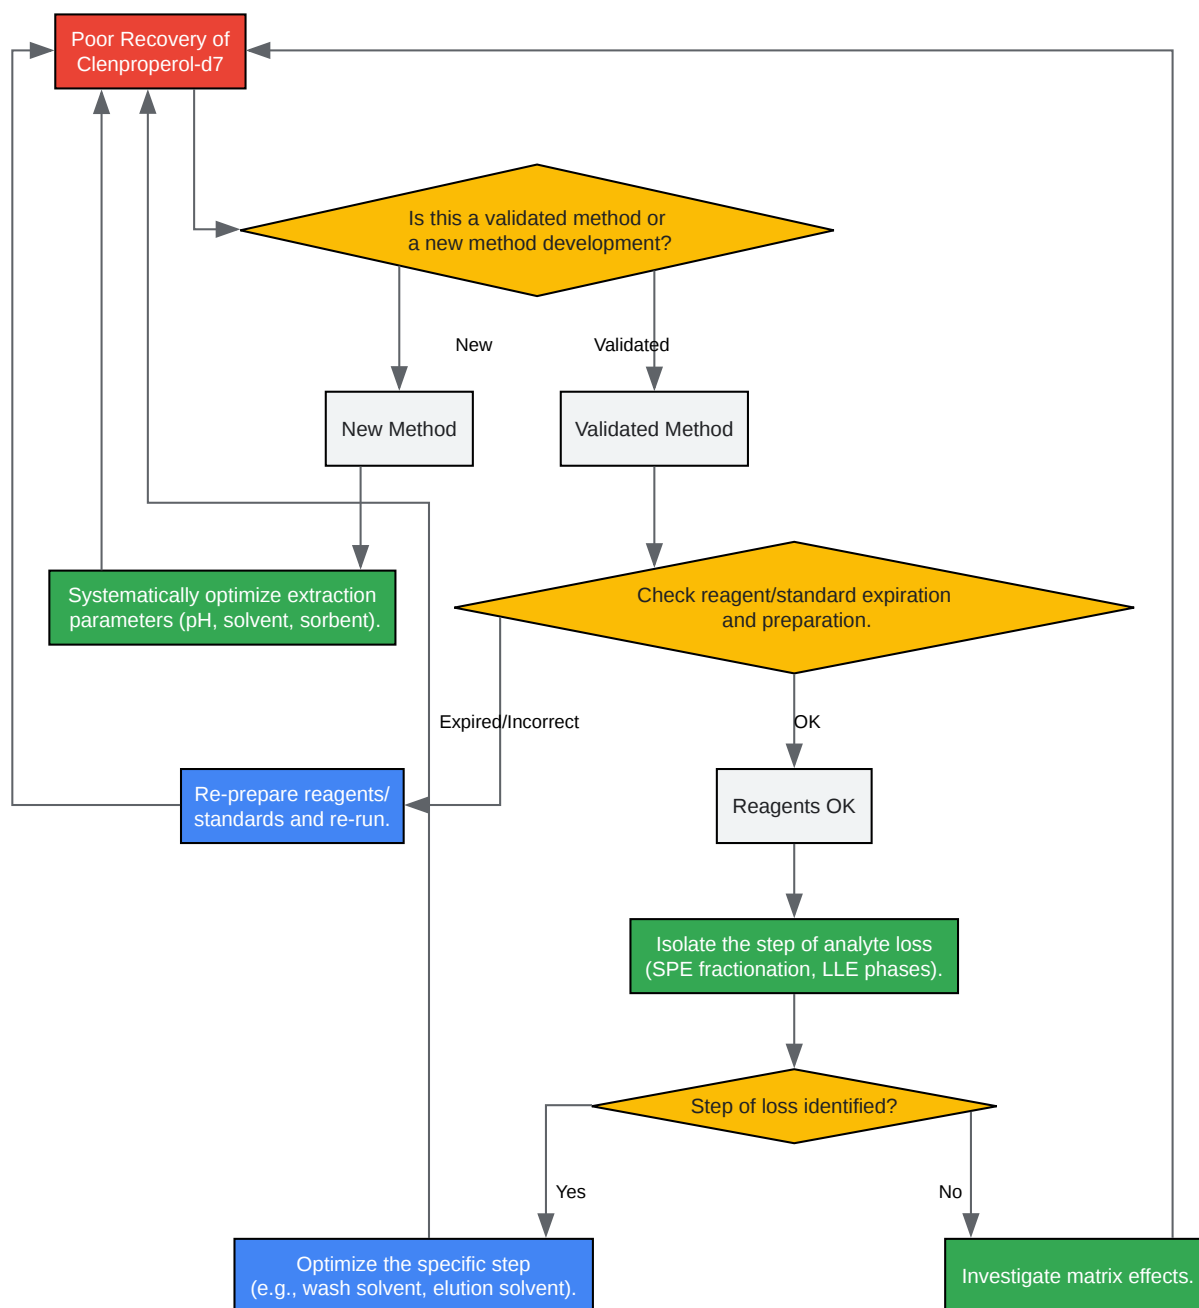 Poor Recovery of
Clenproperol-d7
Is this a validated method or
a new method development?
New
Validated
New Method
Validated Method
Systematically optimize extraction
parameters (pH, solvent, sorbent).
Check reagent/standard expiration
and preparation.
Expired/Incorrect
OK
Re-prepare reagents/
standards and re-run.
Reagents OK
Isolate the step of analyte loss
(SPE fractionation, LLE phases).
Step of loss identified?
Yes
No
Optimize the specific step
(e.g., wash solvent, elution solvent).
Investigate matrix effects.